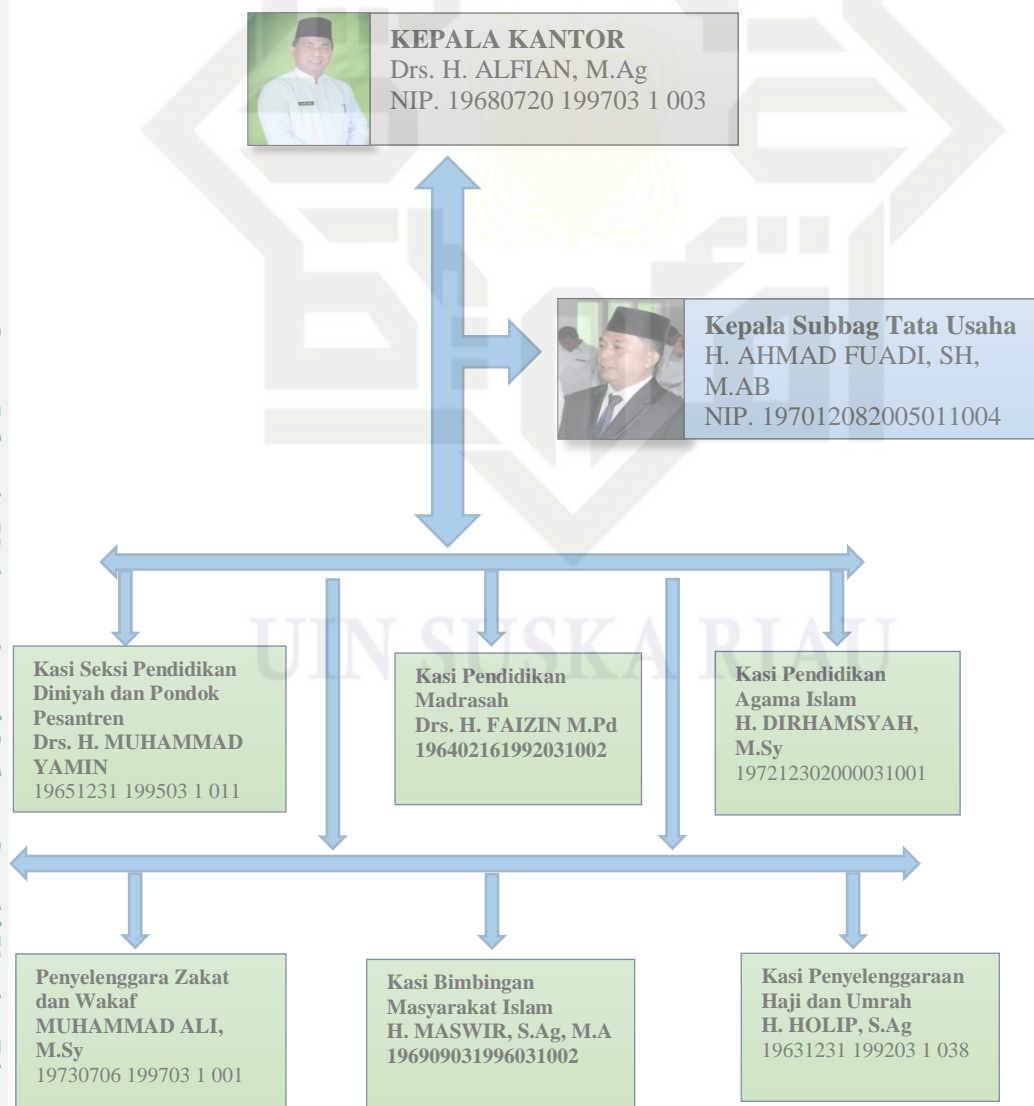 KEPALA KANTOR
Drs. H. ALFIAN, M.Ag
NIP. 19680720 199703 1 003
Kepala Subbag Tata Usaha
H. AHMAD FUADI, SH,
M.AB
NIP. 197012082005011004
UIN SUSKA RIAU
Kasi Seksi Pendidikan
Diniyah dan Pondok
Pesantren
Drs. H. MUHAMMAD
YAMIN
19651231 199503 1 011
Kasi Pendidikan
Madrasah
Drs. H. FAIZIN M.Pd
196402161992031002
Kasi Pendidikan
Agama Islam
H. DIRHAMSYAH,
M.Sy
197212302000031001
Penyelenggara Zakat
dan Wakaf
MUHAMMAD ALI,
M.Sy
19730706 199703 1 001
Kasi Bimbingan
Masyarakat Islam
H. MASWIR, S.Ag, M.A
196909031996031002
Kasi Penyelenggaraan
Haji dan Umrah
H. HOLIP, S.Ag
19631231 199203 1 038